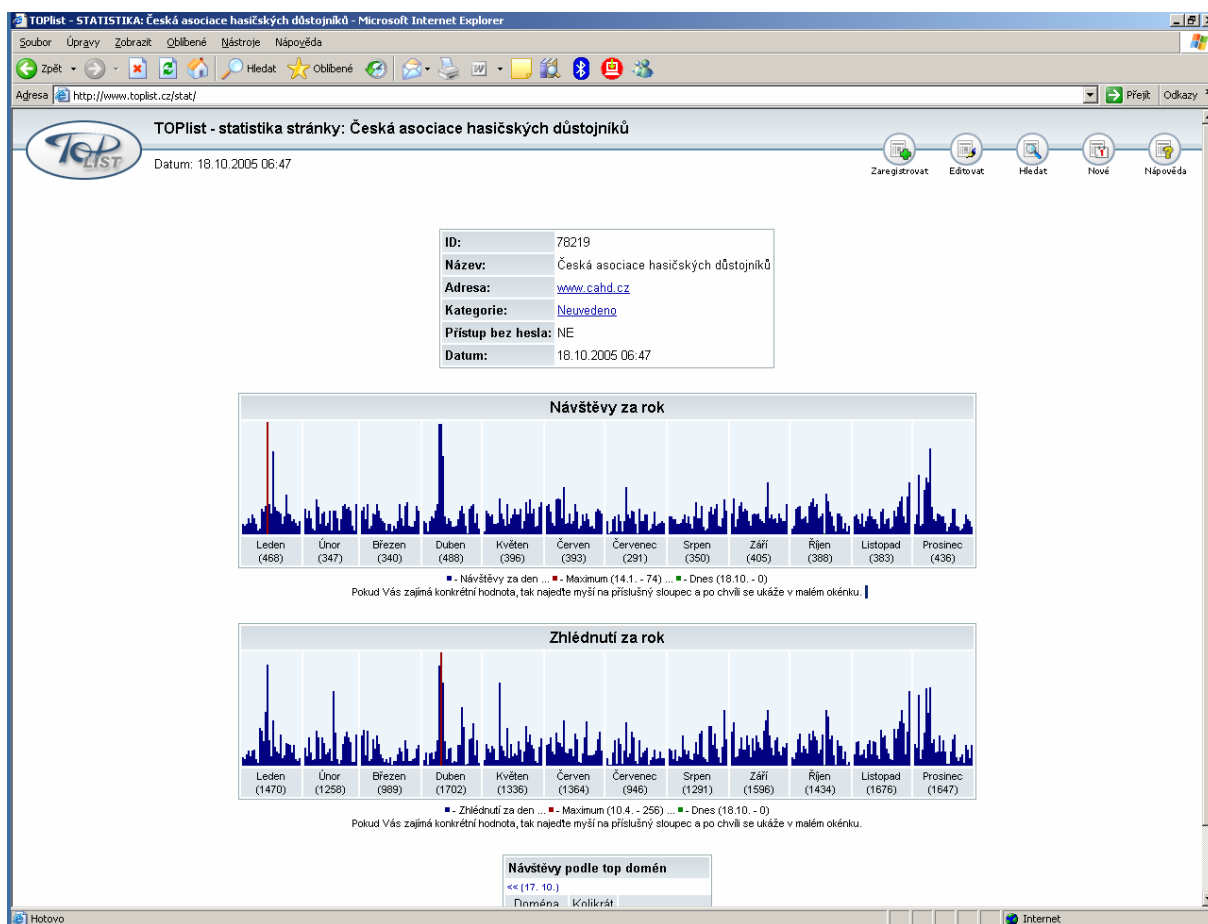 TOPlist - STATISTIKA: Česká asociace hasičských důstojníků - Microsoft Internet Explorer
Soubor Úpravy Zobrazit Oblíbené Nástroje Nápověda
Zpět Hledat Oblíbené
Adresa http://www.toplist.cz/stat/ Přejít Odkazy
TOPLIST
TOPlist - statistika stránky: Česká asociace hasičských důstojníků
Datum: 18.10.2005 06:47
Zaregistrovat Editovat Hledat Nové Nápověda
ID: 78219
Název: Česká asociace hasičských důstojníků
Adresa: www.cahd.cz
Kategorie: Neuvedeno
Přístup bez hesla: NE
Datum: 18.10.2005 06:47
Návštěvy za rok
Leden Únor Březen Duben Květen Červen Červenec Srpen Září Říjen Listopad Prosinec
(468) (347) (340) (488) (396) (393) (291) (350) (405) (388) (383) (436)
- Návštěvy za den ... - Maximum (14.1. - 74) ... - Dnes (18.10. - 0)
Pokud Vás zajímá konkrétní hodnota, tak najeďte myší na příslušný sloupec a po chvíli se ukáže v malém okénku.
Zhlédnutí za rok
Leden Únor Březen Duben Květen Červen Červenec Srpen Září Říjen Listopad Prosinec
(1470) (1258) (989) (1702) (1336) (1364) (946) (1291) (1596) (1434) (1676) (1647)
- Zhlédnutí za den ... - Maximum (10.4. - 256) ... - Dnes (18.10. - 0)
Pokud Vás zajímá konkrétní hodnota, tak najeďte myší na příslušný sloupec a po chvíli se ukáže v malém okénku.
Návštěvy podle top domén
<< (17. 10.)
Doména Kolikrát
Hotovo Internet